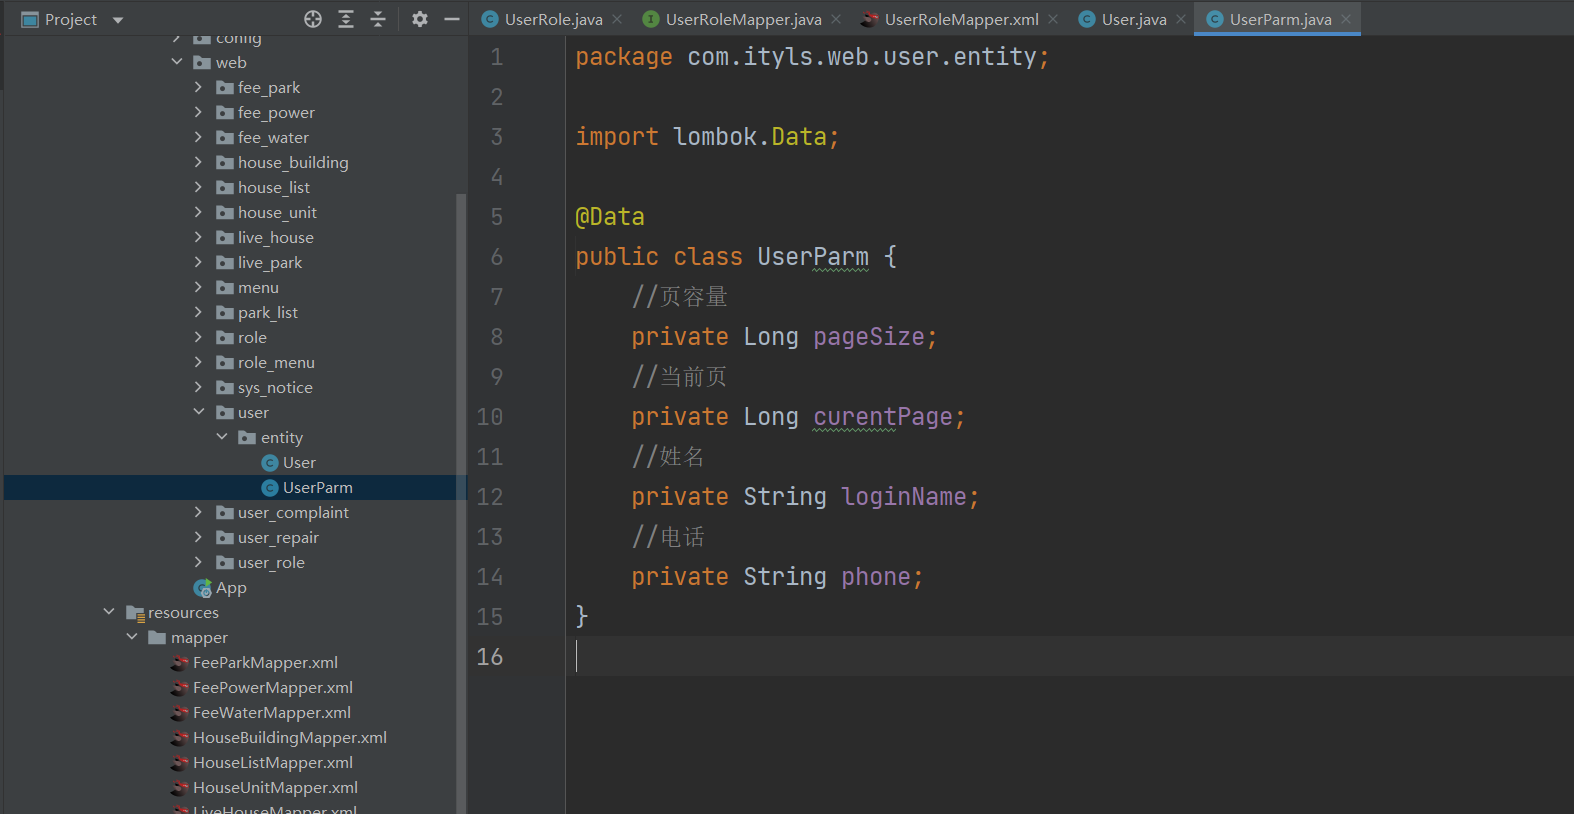 Project
UserRole.java
UserRoleMapper.java
UserRoleMapper.xml
User.java
UserParm.java
config
web
fee_park
fee_power
fee_water
house_building
house_list
house_unit
live_house
live_park
menu
park_list
role
role_menu
sys_notice
user
entity
User
UserParm
user_complaint
user_repair
user_role
App
resources
mapper
FeeParkMapper.xml
FeePowerMapper.xml
FeeWaterMapper.xml
HouseBuildingMapper.xml
HouseListMapper.xml
HouseUnitMapper.xml
LiveHouseMapper.xml
1 package com.ityls.web.user.entity;
2
3 import lombok.Data;
4
5 @Data
6 public class UserParm {
7 //页容量
8 private Long pageSize;
9 //当前页
10 private Long curentPage;
11 //姓名
12 private String loginName;
13 //电话
14 private String phone;
15 }
16